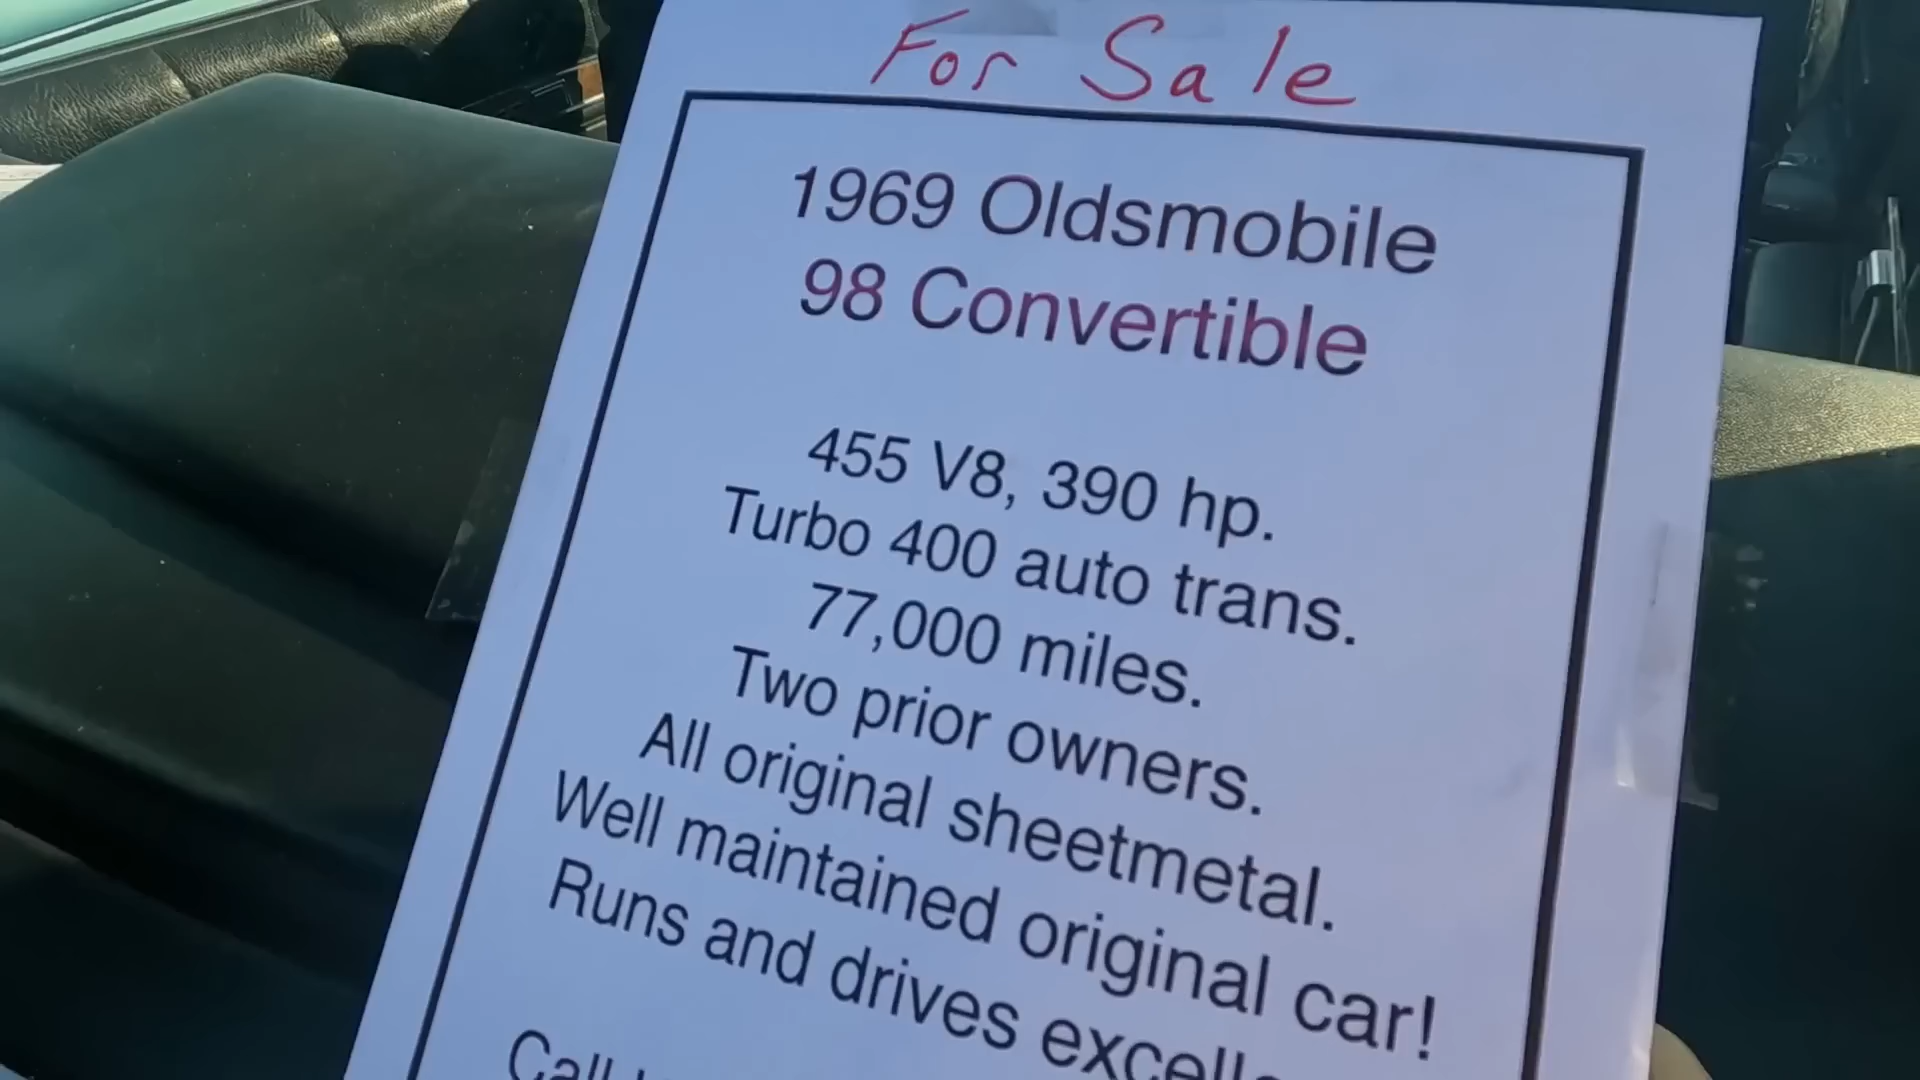 For Sale
1969 Oldsmobile
98 Convertible
455 V8, 390 hp.
Turbo 400 auto trans.
77,000 miles.
Two prior owners.
All original sheetmetal.
Well maintained original car!
Runs and drives
Call